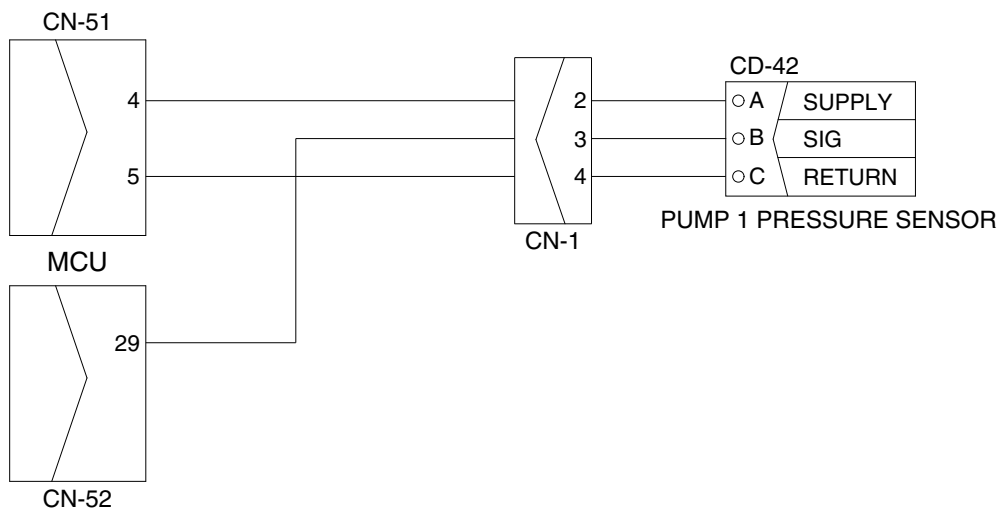 CN-51
4
5
MCU
29
CN-52
2
3
4
CN-1
CD-42
A SUPPLY
B SIG
C RETURN
PUMP 1 PRESSURE SENSOR